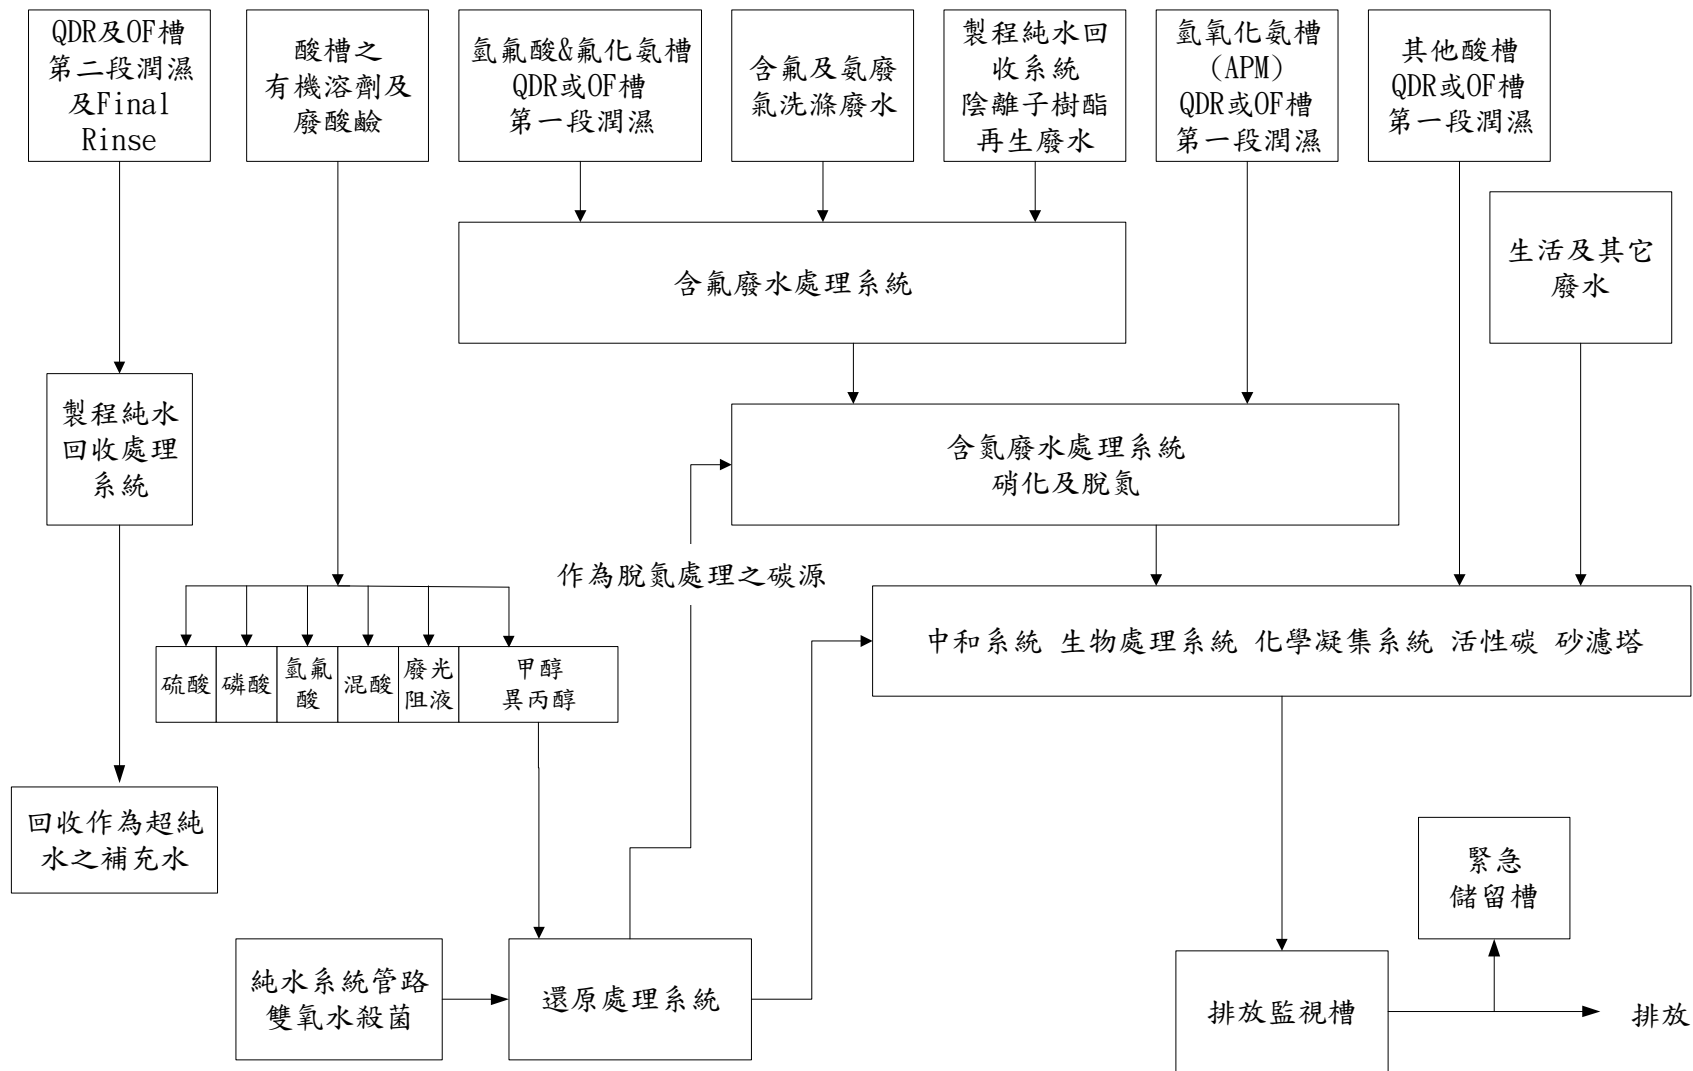 QDR及OF槽
第二段潤濕
及Final
Rinse
酸槽之
有機溶劑及
廢酸鹼
氫氟酸&氟化氨槽
QDR或OF槽
第一段潤濕
含氟及氨廢
氣洗滌廢水
製程純水回
收系統
陰離子樹酯
再生廢水
氫氧化氨槽
(APM)
QDR或OF槽
第一段潤濕
其他酸槽
QDR或OF槽
第一段潤濕
生活及其它
廢水
含氟廢水處理系統
製程純水
回收處理
系統
含氮廢水處理系統
硝化及脫氮
作為脫氮處理之碳源
中和系統 生物處理系統 化學凝集系統 活性碳 砂濾塔
硫酸
磷酸
氫氟
酸
混酸
廢光
阻液
甲醇
異丙醇
回收作為超純
水之補充水
緊急
儲留槽
純水系統管路
雙氧水殺菌
還原處理系統
排放監視槽
排放